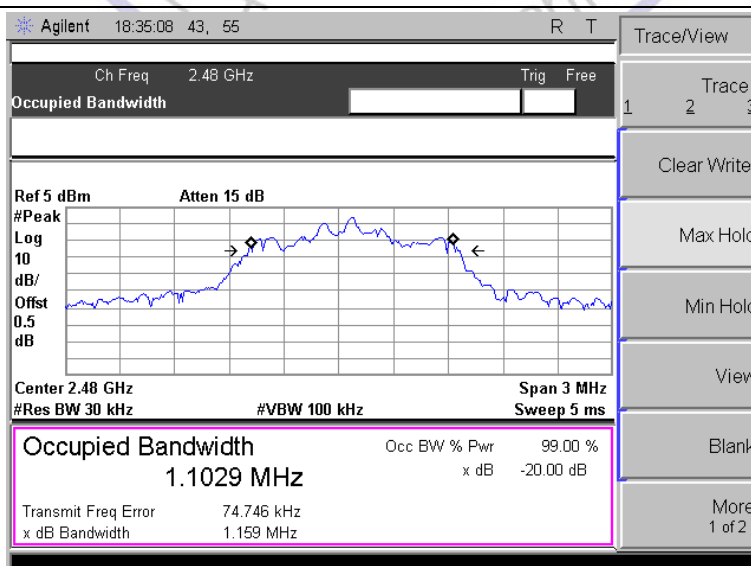 Agilent 18:35:08 43, 55 R T
Ch Freq 2.48 GHz Trig Free
Occupied Bandwidth
Ref 5 dBm Atten 15 dB
#Peak
Log
10
dB/
Offst
0.5
dB
Center 2.48 GHz Span 3 MHz
#Res BW 30 kHz #VBW 100 kHz Sweep 5 ms
Occupied Bandwidth
1.1029 MHz
Occ BW % Pwr 99.00 %
x dB -20.00 dB
Transmit Freq Error 74.746 kHz
x dB Bandwidth 1.159 MHz
Trace/View
Trace
1 2 3
Clear Write
Max Hold
Min Hold
View
Blank
More
1 of 2